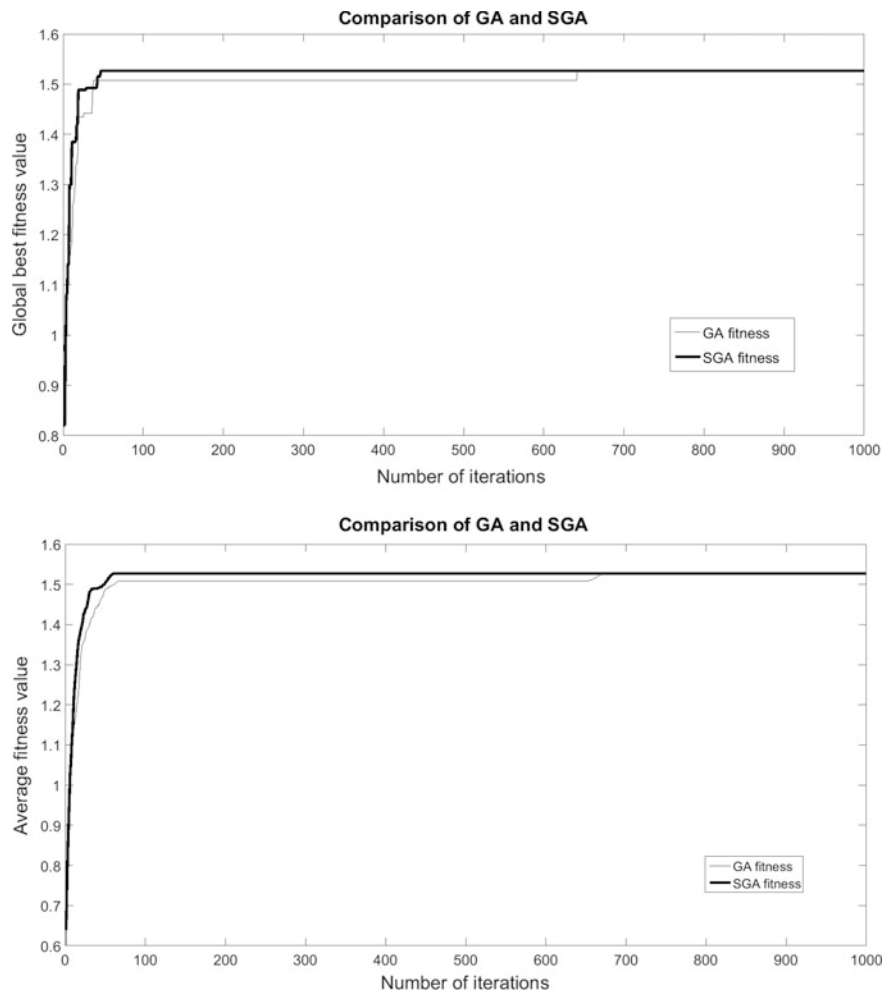 Comparison of GA and SGA
1.6
1.5
1.4
1.3
1.2
1.1
1
0.9
0.8
Global best fitness value
GA fitness
SGA fitness
0 100 200 300 400 500 600 700 800 900 1000
Number of iterations
Comparison of GA and SGA
1.6
1.5
1.4
1.3
1.2
1.1
1
0.9
0.8
0.7
0.6
Average fitness value
GA fitness
SGA fitness
0 100 200 300 400 500 600 700 800 900 1000
Number of iterations